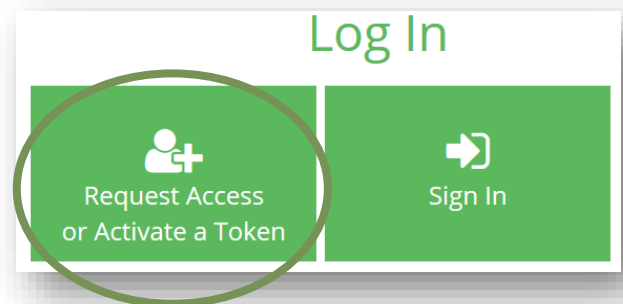 Log In
Request Access
or Activate a Token
Sign In